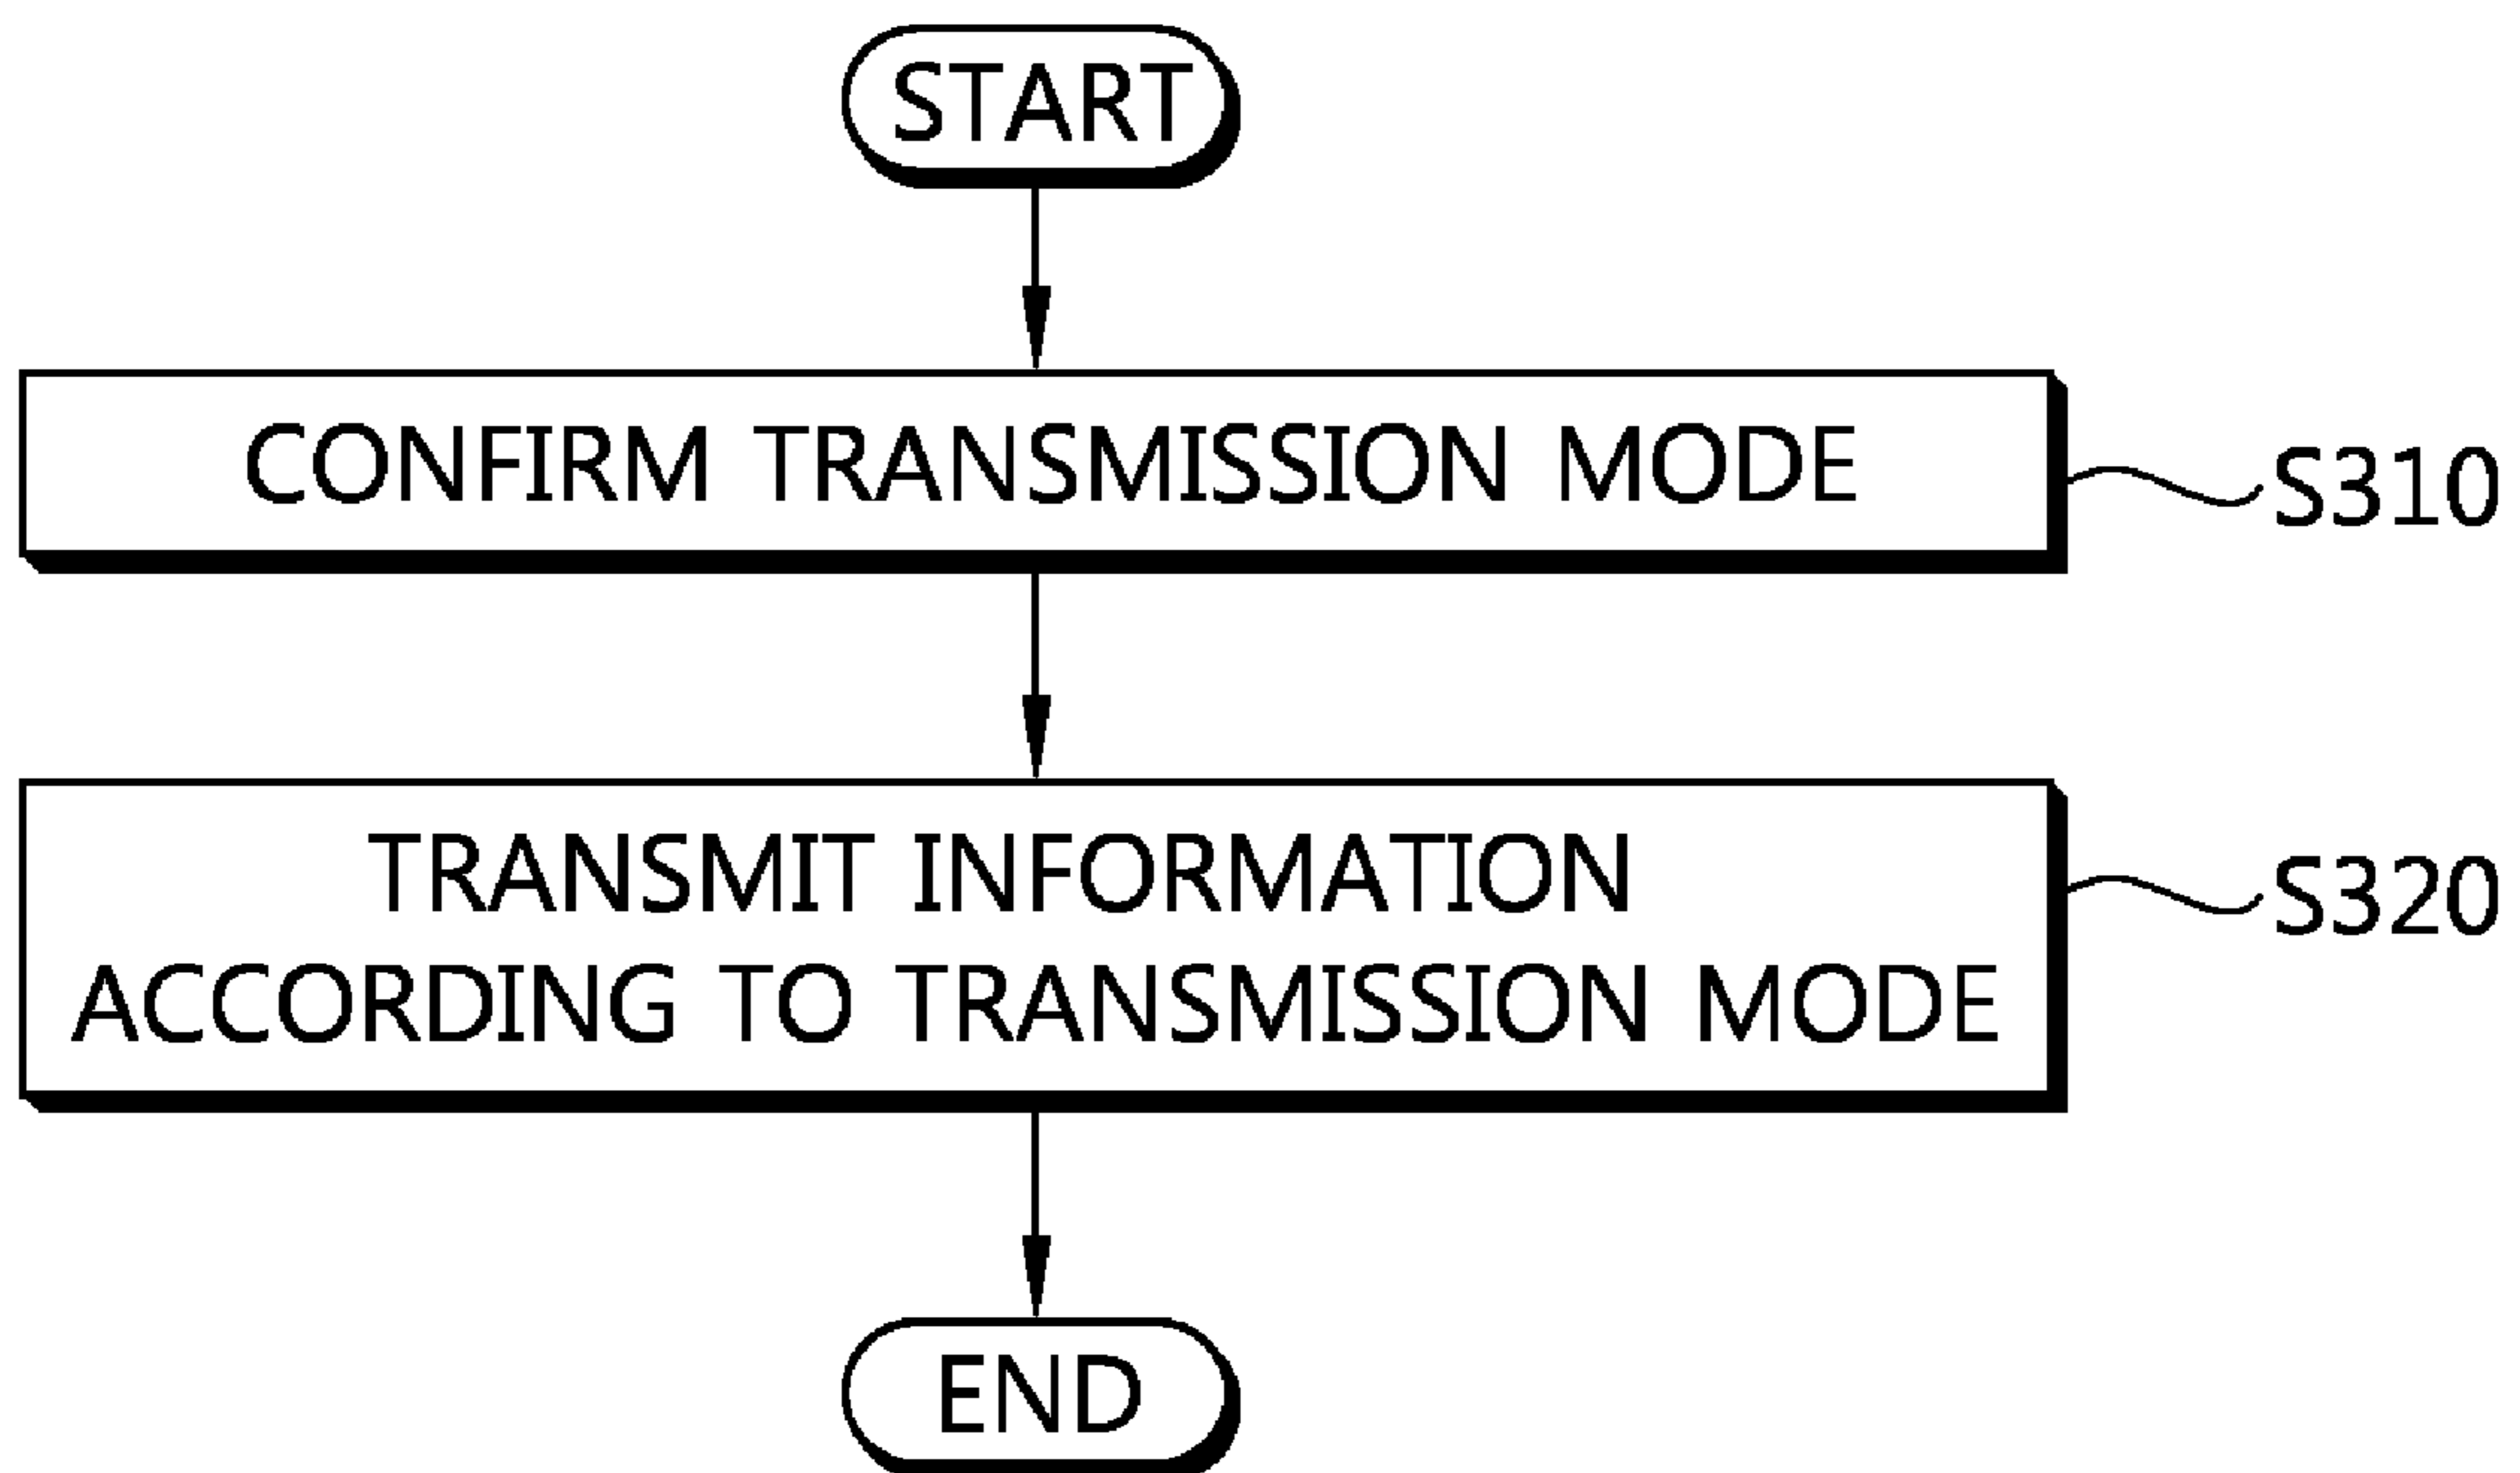 START
CONFIRM TRANSMISSION MODE
S310
TRANSMIT INFORMATION
ACCORDING TO TRANSMISSION MODE
S320
END